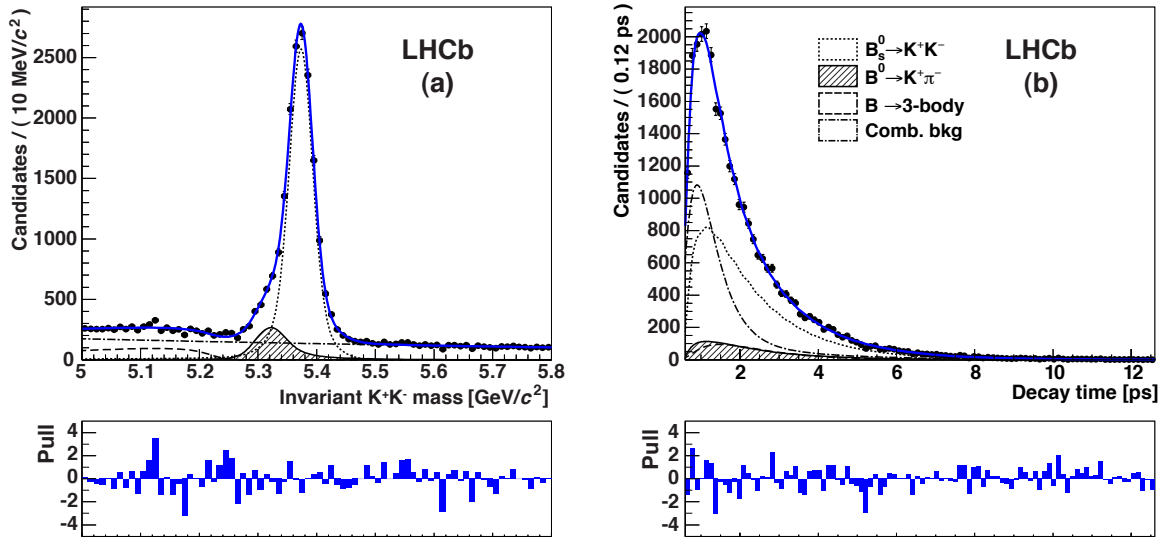 Candidates / ( 10 MeV/c²)
2500
2000
1500
1000
500
0
LHCb
(a)
5 5.1 5.2 5.3 5.4 5.5 5.6 5.7 5.8
Invariant K⁺K⁻ mass [GeV/c²]
Pull
4
2
0
-2
-4
Candidates / ( 0.12 ps)
2000
1800
1600
1400
1200
1000
800
600
400
200
0
B⁰ₛ→K⁺K⁻
B⁰→K⁺π⁻
B →3-body
Comb. bkg
LHCb
(b)
2 4 6 8 10 12
Decay time [ps]
Pull
4
2
0
-2
-4